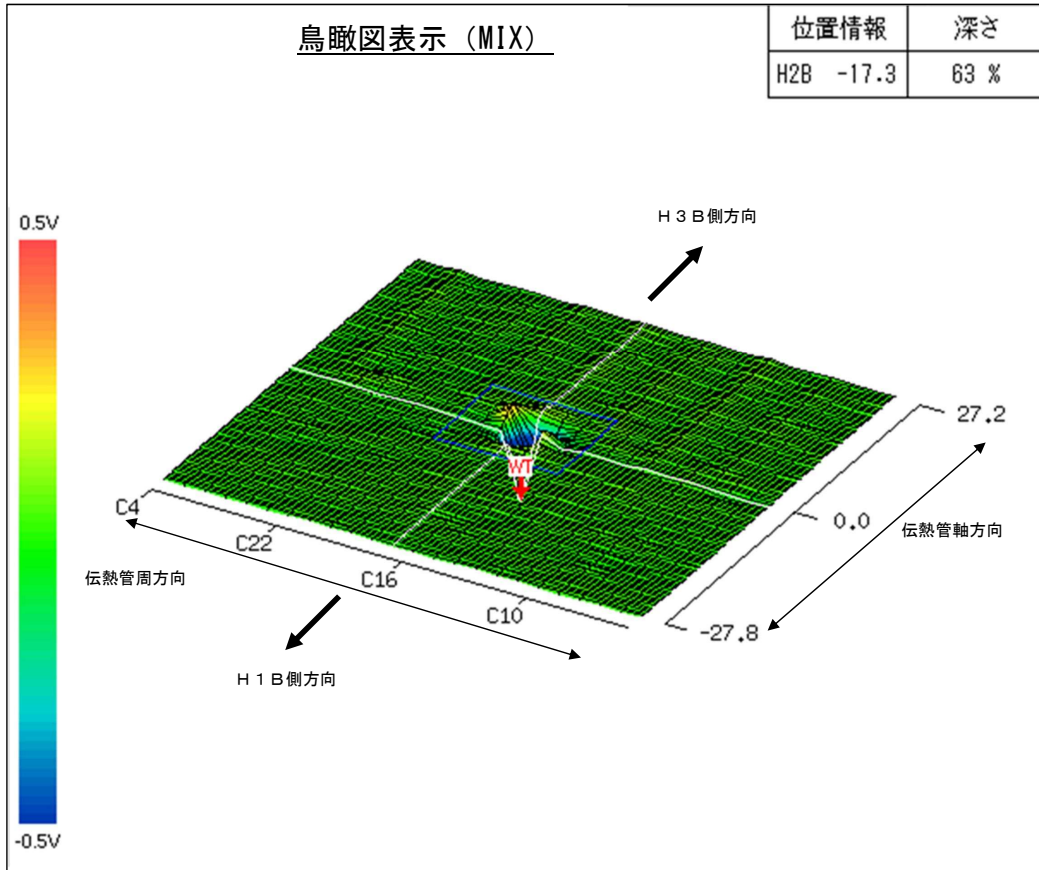 鳥瞰図表示 (MIX)
位置情報 深さ
H2B -17.3 63 %
0.5V
H3B側方向
27.2
0.0
伝熱管軸方向
WT
C4
C22
C16
C10
-27.8
伝熱管周方向
H1B側方向
-0.5V